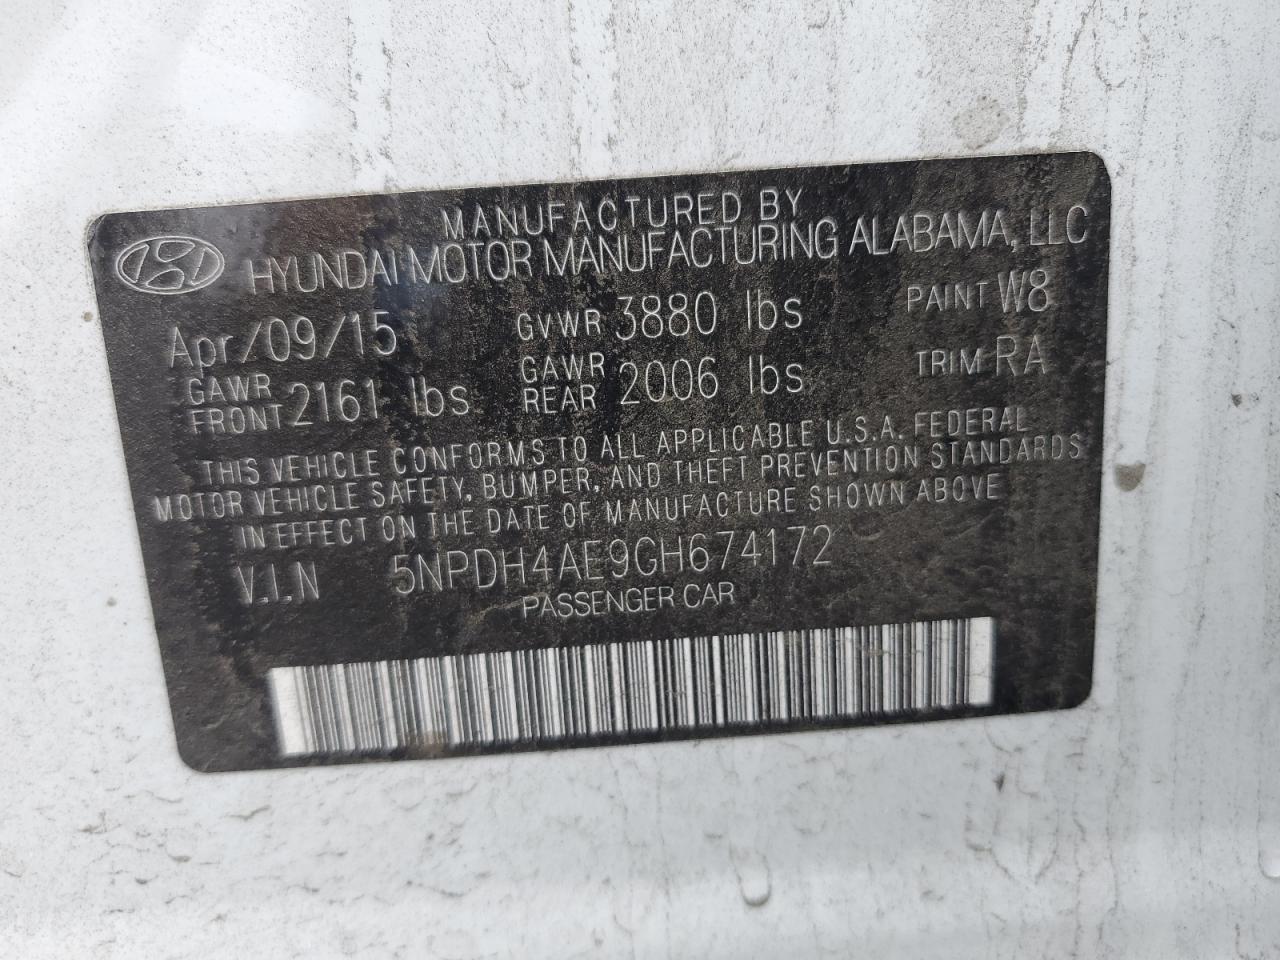 MANUFACTURED BY
HYUNDAI MOTOR MANUFACTURING ALABAMA, LLC
Apr/09/15 GVWR 3880 lbs PAINT W8
GAWR FRONT 2161 lbs GAWR REAR 2006 lbs TRIM RA
THIS VEHICLE CONFORMS TO ALL APPLICABLE U.S.A. FEDERAL
MOTOR VEHICLE SAFETY, BUMPER, AND THEFT PREVENTION STANDARDS
IN EFFECT ON THE DATE OF MANUFACTURE SHOWN ABOVE
V.I.N 5NPDH4AE9GH674172
PASSENGER CAR